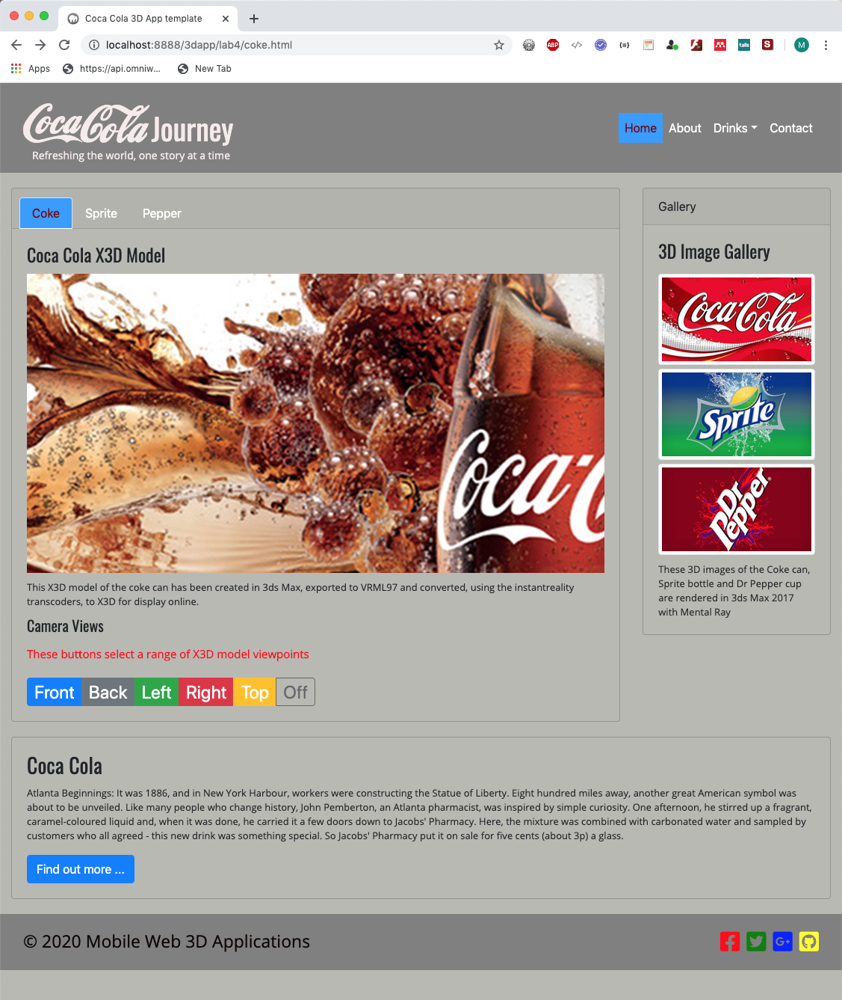 Coca Cola 3D App template
localhost:8888/3dapp/lab4/coke.html
ABP
talis
S
M
Apps
https://api.omniw...
New Tab
Coca-Cola Journey
Refreshing the world, one story at a time
Home About Drinks Contact
Coke Sprite Pepper
Coca Cola X3D Model
Coca-C
This X3D model of the coke can has been created in 3ds Max, exported to VRML97 and converted, using the instantreality
transcoders, to X3D for display online.
Camera Views
These buttons select a range of X3D model viewpoints
Front Back Left Right Top Off
Gallery
3D Image Gallery
Coca-Cola
Sprite
Dr
Pepper
These 3D images of the Coke can,
Sprite bottle and Dr Pepper cup
are rendered in 3ds Max 2017
with Mental Ray
Coca Cola
Atlanta Beginnings: It was 1886, and in New York Harbour, workers were constructing the Statue of Liberty. Eight hundred miles away, another great American symbol was
about to be unveiled. Like many people who change history, John Pemberton, an Atlanta pharmacist, was inspired by simple curiosity. One afternoon, he stirred up a fragrant,
caramel-coloured liquid and, when it was done, he carried it a few doors down to Jacobs' Pharmacy. Here, the mixture was combined with carbonated water and sampled by
customers who all agreed - this new drink was something special. So Jacobs' Pharmacy put it on sale for five cents (about 3p) a glass.
Find out more ...
© 2020 Mobile Web 3D Applications
G+